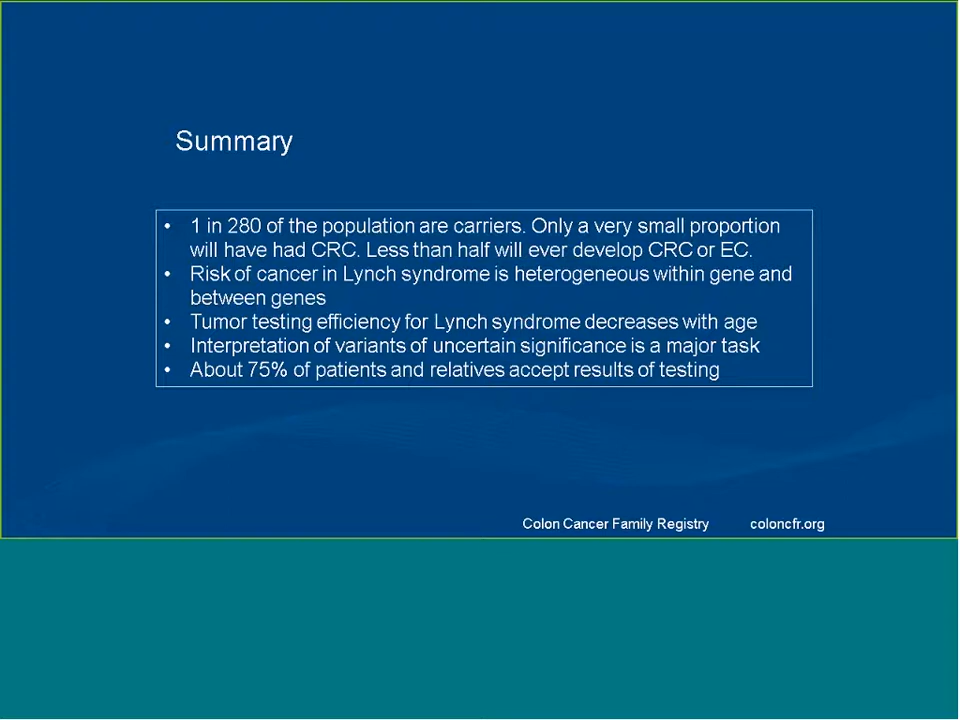 Summary
• 1 in 280 of the population are carriers. Only a very small proportion
will have had CRC. Less than half will ever develop CRC or EC.
• Risk of cancer in Lynch syndrome is heterogeneous within gene and
between genes
• Tumor testing efficiency for Lynch syndrome decreases with age
• Interpretation of variants of uncertain significance is a major task
• About 75% of patients and relatives accept results of testing
Colon Cancer Family Registry coloncfr.org